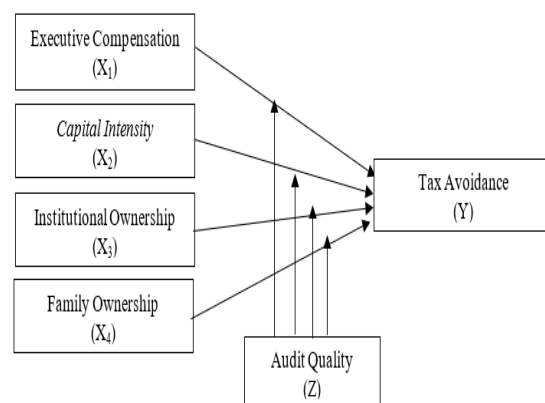 Executive Compensation
(X₁)
Capital Intensity
(X₂)
Institutional Ownership
(X₃)
Family Ownership
(X₄)
Tax Avoidance
(Y)
Audit Quality
(Z)